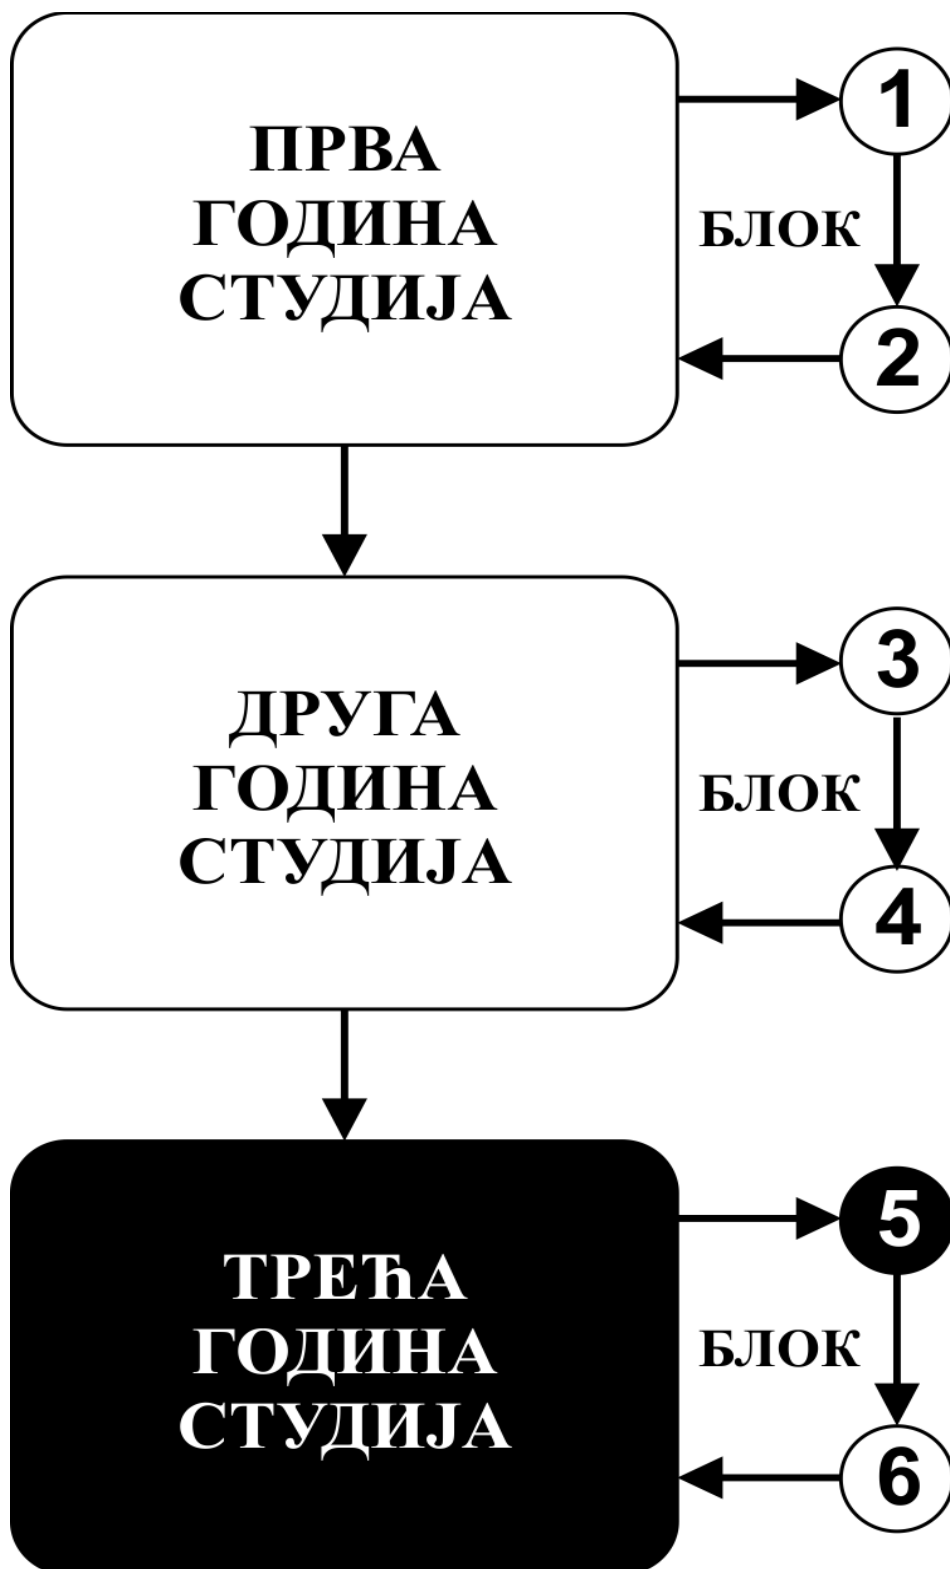 ПРВА
ГОДИНА
СТУДИЈА
1
БЛОК
2
ДРУГА
ГОДИНА
СТУДИЈА
3
БЛОК
4
ТРЕЋА
ГОДИНА
СТУДИЈА
5
БЛОК
6